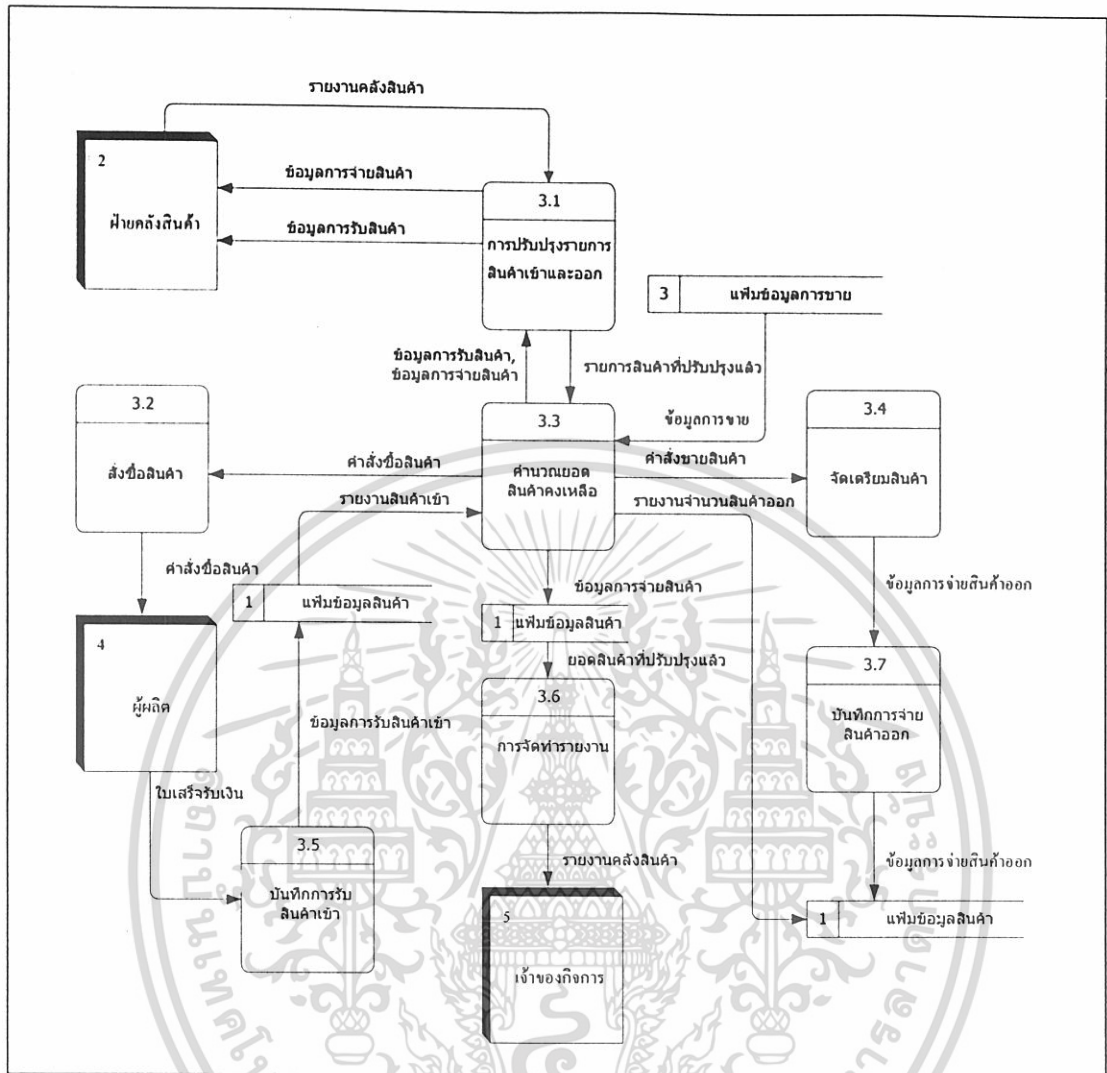 รายงานคลังสินค้า
2
ฝ่ายคลังสินค้า
ข้อมูลการจ่ายสินค้า
ข้อมูลการรับสินค้า
3.1
การปรับปรุงรายการ
สินค้าเข้าและออก
3 แฟ้มข้อมูลการขาย
ข้อมูลการรับสินค้า,
ข้อมูลการจ่ายสินค้า
รายการสินค้าที่ปรับปรุงแล้ว
ข้อมูลการขาย
3.2
สั่งซื้อสินค้า
คำสั่งซื้อสินค้า
รายงานสินค้าเข้า
3.3
คำนวณยอด
สินค้าคงเหลือ
คำสั่งขายสินค้า
รายงานจำนวนสินค้าออก
3.4
จัดเตรียมสินค้า
คำสั่งซื้อสินค้า
1 แฟ้มข้อมูลสินค้า
ข้อมูลการจ่ายสินค้า
1 แฟ้มข้อมูลสินค้า
ยอดสินค้าที่ปรับปรุงแล้ว
ข้อมูลการจ่ายสินค้าออก
4
ผู้ผลิต
ข้อมูลการรับสินค้าเข้า
3.6
การจัดทำรายงาน
3.7
บันทึกการจ่าย
สินค้าออก
ใบเสร็จรับเงิน
3.5
บันทึกการรับ
สินค้าเข้า
รายงานคลังสินค้า
ข้อมูลการจ่ายสินค้าออก
5
เจ้าของกิจการ
1 แฟ้มข้อมูลสินค้า